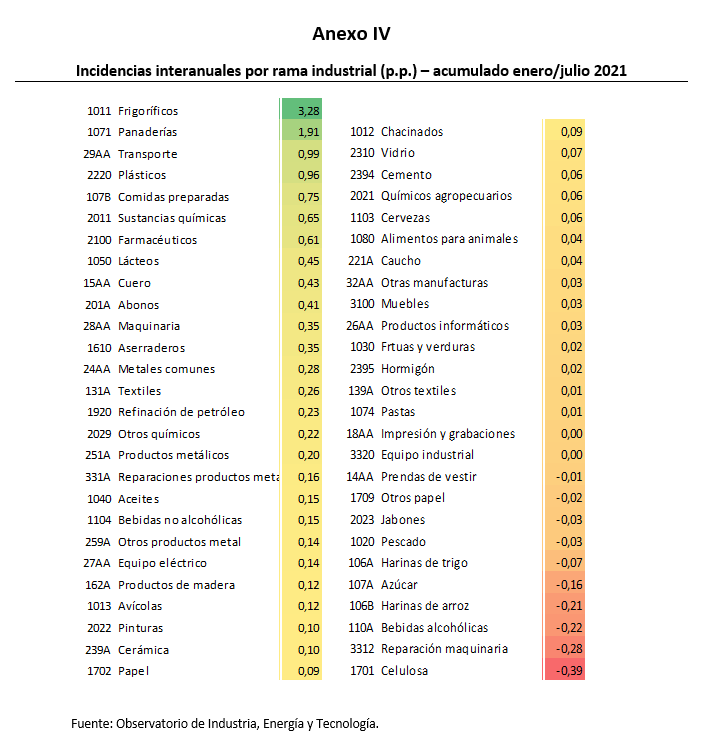 Anexo IV
Incidencias interanuales por rama industrial (p.p.) – acumulado enero/julio 2021
1011 Frigoríficos 3,28
1071 Panaderías 1,91
29AA Transporte 0,99
2220 Plásticos 0,96
107B Comidas preparadas 0,75
2011 Sustancias químicas 0,65
2100 Farmacéuticos 0,61
1050 Lácteos 0,45
15AA Cuero 0,43
201A Abonos 0,41
28AA Maquinaria 0,35
1610 Aserraderos 0,35
24AA Metales comunes 0,28
131A Textiles 0,26
1920 Refinación de petróleo 0,23
2029 Otros químicos 0,22
251A Productos metálicos 0,20
331A Reparaciones productos meta 0,16
1040 Aceites 0,15
1104 Bebidas no alcohólicas 0,15
259A Otros productos metal 0,14
27AA Equipo eléctrico 0,14
162A Productos de madera 0,12
1013 Avícolas 0,12
2022 Pinturas 0,10
239A Cerámica 0,10
1702 Papel 0,09
1012 Chacinados 0,09
2310 Vidrio 0,07
2394 Cemento 0,06
2021 Químicos agropecuarios 0,06
1103 Cervezas 0,06
1080 Alimentos para animales 0,04
221A Caucho 0,04
32AA Otras manufacturas 0,03
3100 Muebles 0,03
26AA Productos informáticos 0,03
1030 Frtuas y verduras 0,02
2395 Hormigón 0,02
139A Otros textiles 0,01
1074 Pastas 0,01
18AA Impresión y grabaciones 0,00
3320 Equipo industrial 0,00
14AA Prendas de vestir -0,01
1709 Otros papel -0,02
2023 Jabones -0,03
1020 Pescado -0,03
106A Harinas de trigo -0,07
107A Azúcar -0,16
106B Harinas de arroz -0,21
110A Bebidas alcohólicas -0,22
3312 Reparación maquinaria -0,28
1701 Celulosa -0,39
Fuente: Observatorio de Industria, Energía y Tecnología.